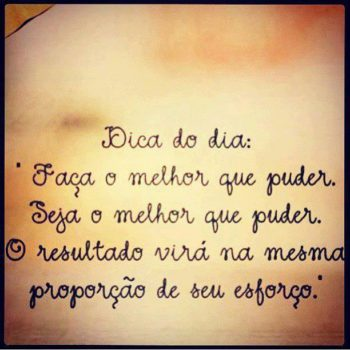 Dica do dia:
" Faça o melhor que puder.
Seja o melhor que puder.
O resultado virá na mesma
proporção de seu esforço."